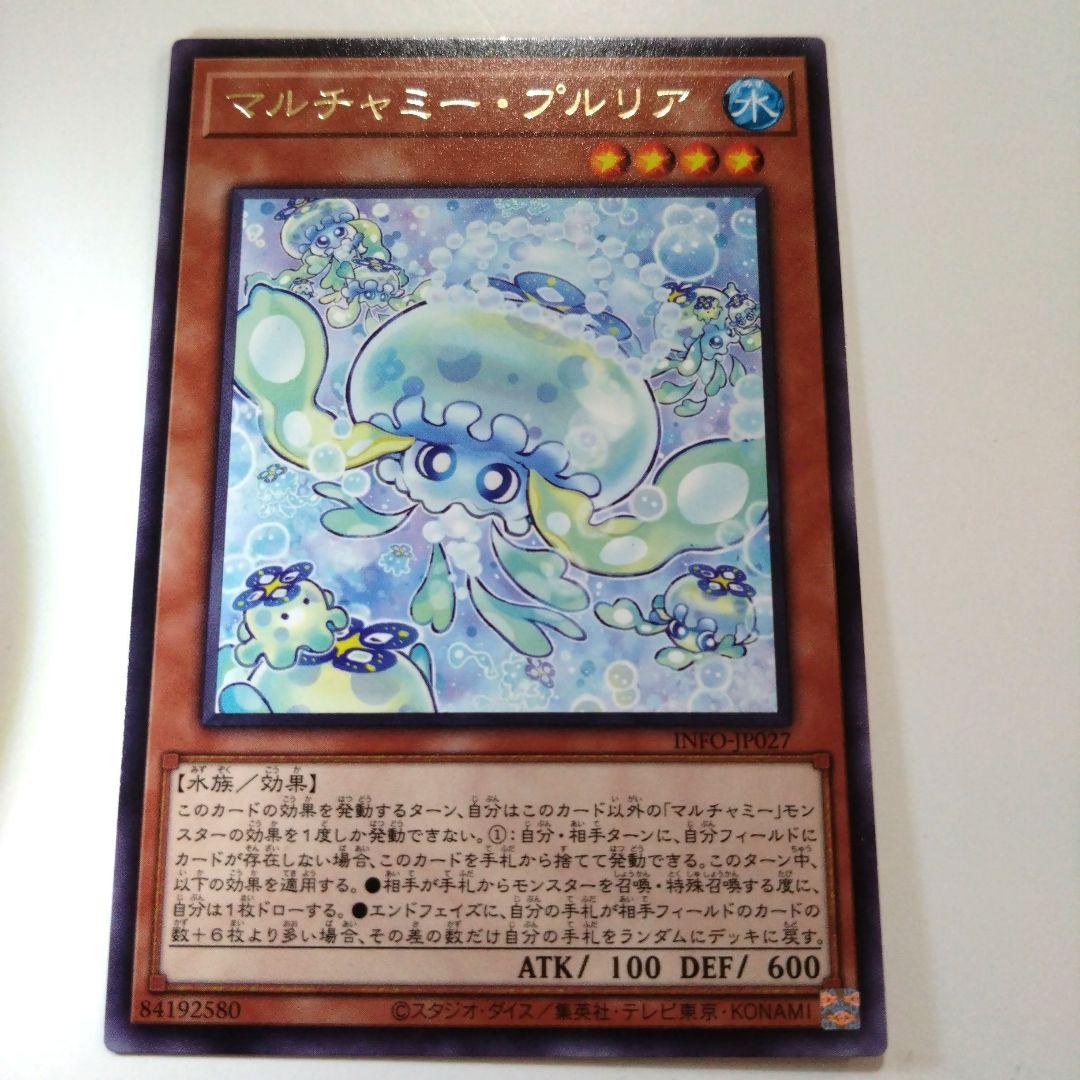 マルチャミー・プルリア
水
INFO-JP027
【水族／効果】
このカードの効果を発動するターン、自分はこのカード以外の「マルチャミー」モン
スターの効果を１度しか発動できない。①：自分・相手ターンに、自分フィールドに
カードが存在しない場合、このカードを手札から捨てて発動できる。このターン中、
以下の効果を適用する。●相手が手札からモンスターを召喚・特殊召喚する度に、
自分は１枚ドローする。●エンドフェイズに、自分の手札が相手フィールドのカードの
数＋６枚より多い場合、その差の数だけ自分の手札をランダムにデッキに戻す。
ATK/ 100 DEF/ 600
84192580
©スタジオ・ダイス／集英社・テレビ東京・KONAMI